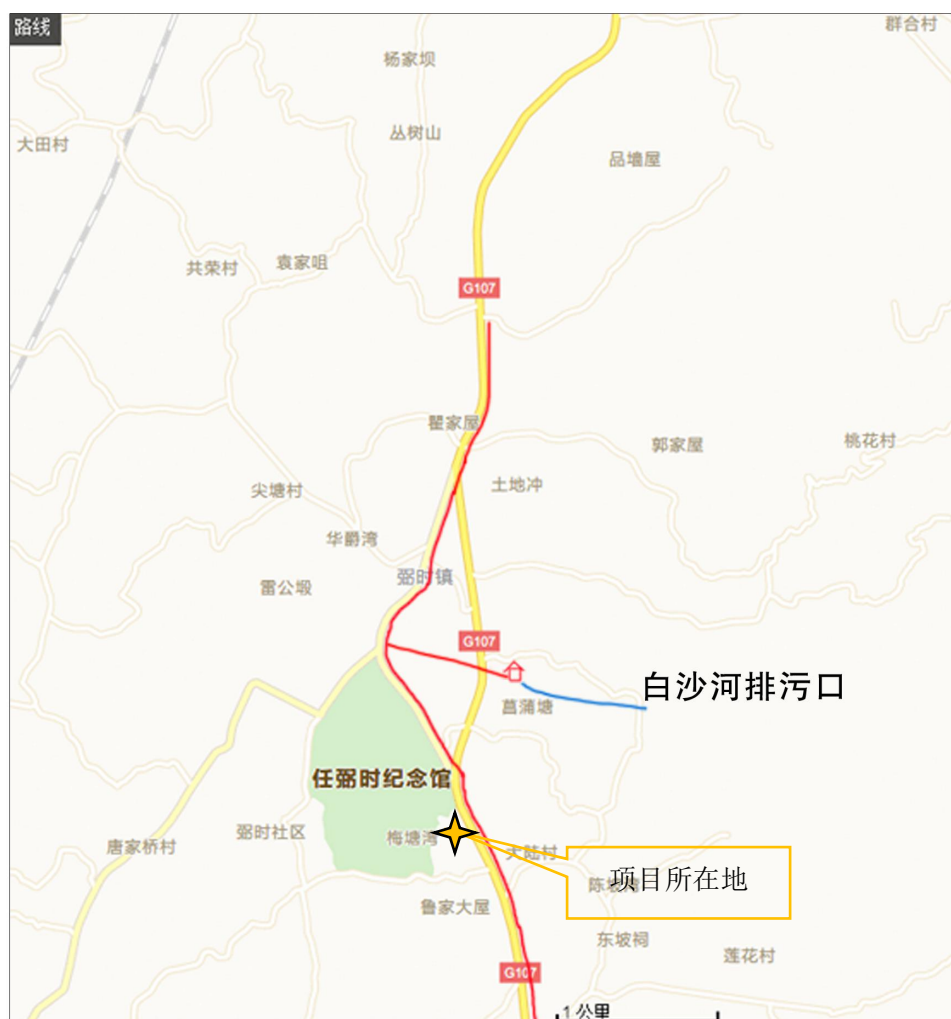 路线
群合村
杨家坝
丛树山
大田村
品墙屋
共荣村
袁家咀
G107
瞿家屋
郭家屋
桃花村
尖塘村
土地冲
华爵湾
弼时镇
雷公塅
G107
白沙河排污口
菖蒲塘
任弼时纪念馆
弼时社区
梅塘湾
唐家桥村
大陆村
项目所在地
鲁家大屋
东坡祠
莲花村
G107
1公里